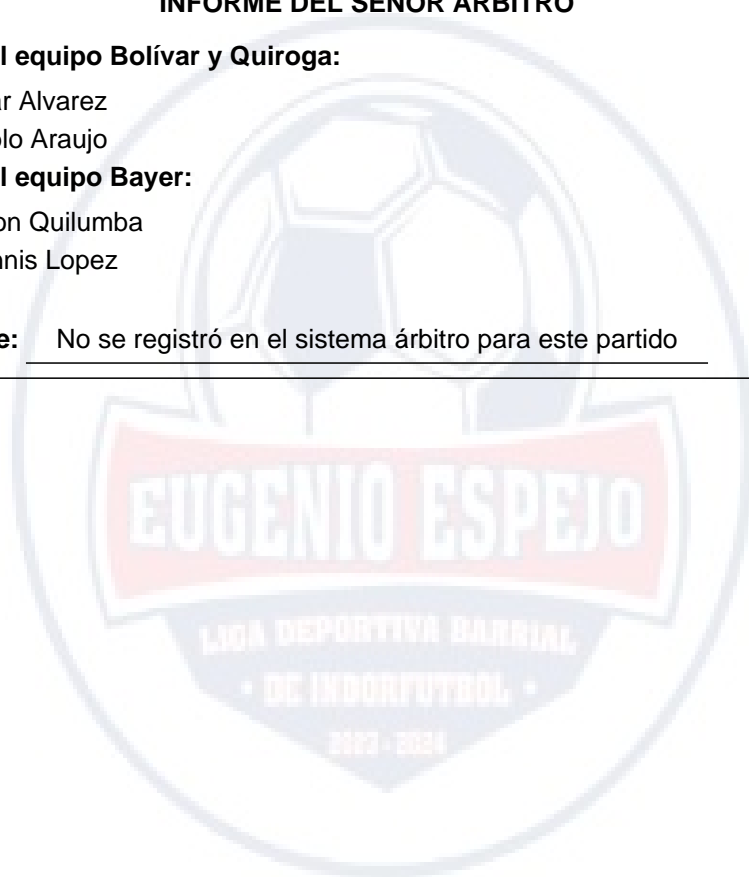 INFORME DEL SEÑOR ARBITRO
l equipo Bolívar y Quiroga:
ar Alvarez
olo Araujo
l equipo Bayer:
on Quilumba
nnis Lopez
e: No se registró en el sistema árbitro para este partido
EUGENIO ESPEJO
LIGA DEPORTIVA BARRIAL
• DE INDORFUTBOL •
2023 - 2024